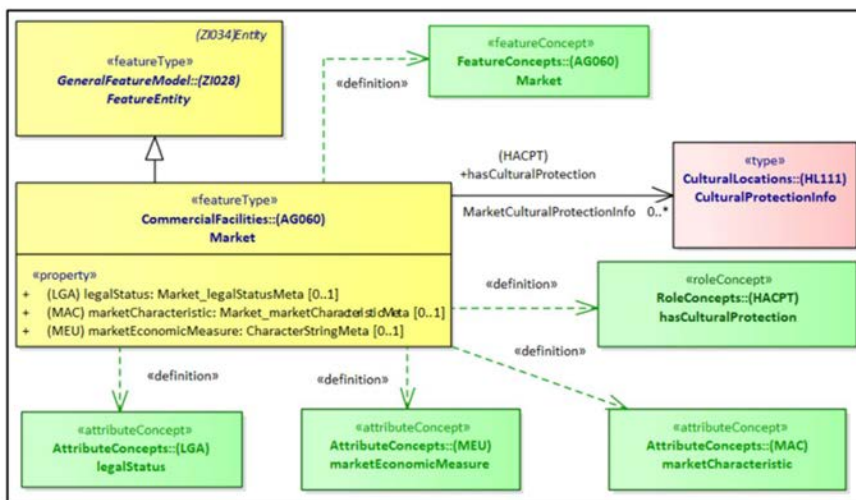 (ZI034)Entity
«featureType»
GeneralFeatureModel::(ZI028)
FeatureEntity
«featureConcept»
FeatureConcepts::(AG060)
Market
«definition»
(HACPT)
+hasCulturalProtection
MarketCulturalProtectionInfo 0..*
«type»
CulturalLocations::(HL111)
CulturalProtectionInfo
«featureType»
CommercialFacilities::(AG060)
Market
«property»
+ (LGA) legalStatus: Market_legalStatusMeta [0..1]
+ (MAC) marketCharacteristic: Market_marketCharacteristicMeta [0..1]
+ (MEU) marketEconomicMeasure: CharacterStringMeta [0..1]
«definition»
«roleConcept»
RoleConcepts::(HACPT)
hasCulturalProtection
«definition»
«definition»
«definition»
«attributeConcept»
AttributeConcepts::(LGA)
legalStatus
«attributeConcept»
AttributeConcepts::(MEU)
marketEconomicMeasure
«attributeConcept»
AttributeConcepts::(MAC)
marketCharacteristic